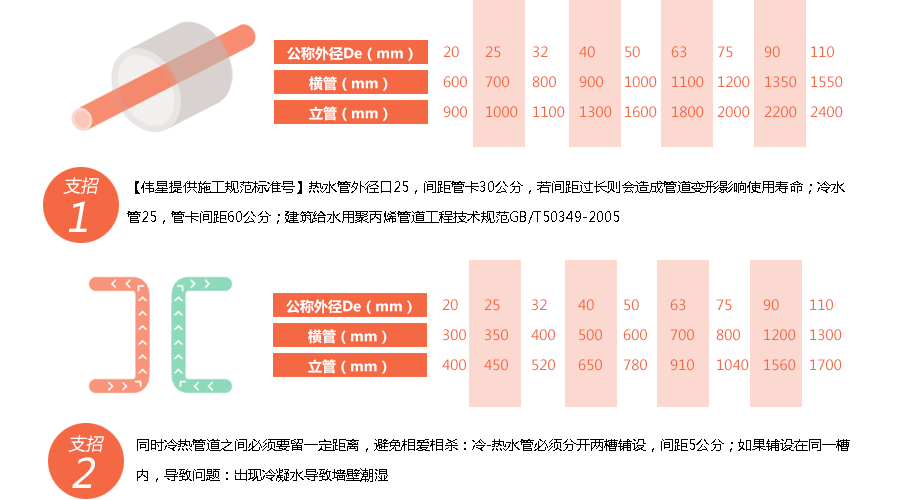 公称外径De（mm） 20 25 32 40 50 63 75 90 110
横管（mm） 600 700 800 900 1000 1100 1200 1350 1550
立管（mm） 900 1000 1100 1300 1600 1800 2000 2200 2400
支招
1
【伟星提供施工规范标准号】热水管外径口25，间距管卡30公分，若间距过长则会造成管道变形影响使用寿命；冷水
管25，管卡间距60公分；建筑给水用聚丙烯管道工程技术规范GB/T50349-2005
公称外径De（mm） 20 25 32 40 50 63 75 90 110
横管（mm） 300 350 400 500 600 700 800 1200 1300
立管（mm） 400 450 520 650 780 910 1040 1560 1700
支招
2
同时冷热管道之间必须要留一定距离，避免相爱相杀：冷-热水管必须分开两槽铺设，间距5公分；如果铺设在同一槽
内，导致问题：出现冷凝水导致墙壁潮湿